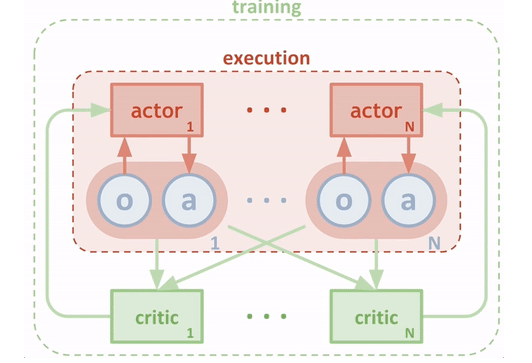 training
execution
actor 1 ... actor N
o a ... o a
1 N
critic 1 ... critic N